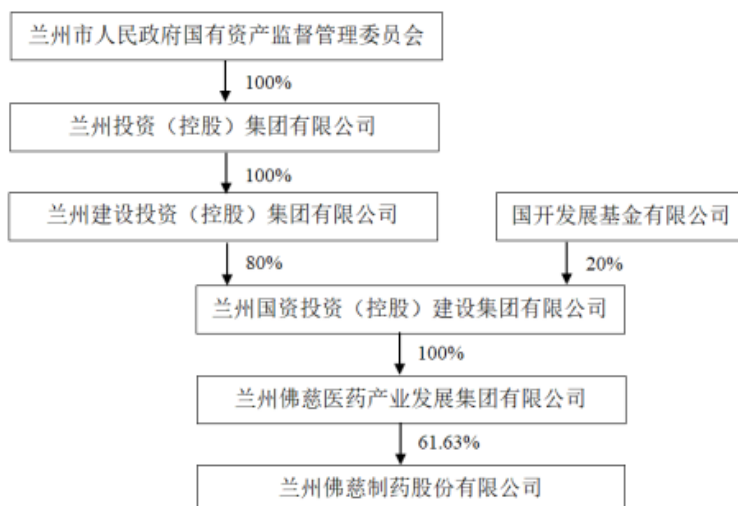 兰州市人民政府国有资产监督管理委员会
100%
兰州投资（控股）集团有限公司
100%
兰州建设投资（控股）集团有限公司
国开发展基金有限公司
80%
20%
兰州国资投资（控股）建设集团有限公司
100%
兰州佛慈医药产业发展集团有限公司
61.63%
兰州佛慈制药股份有限公司